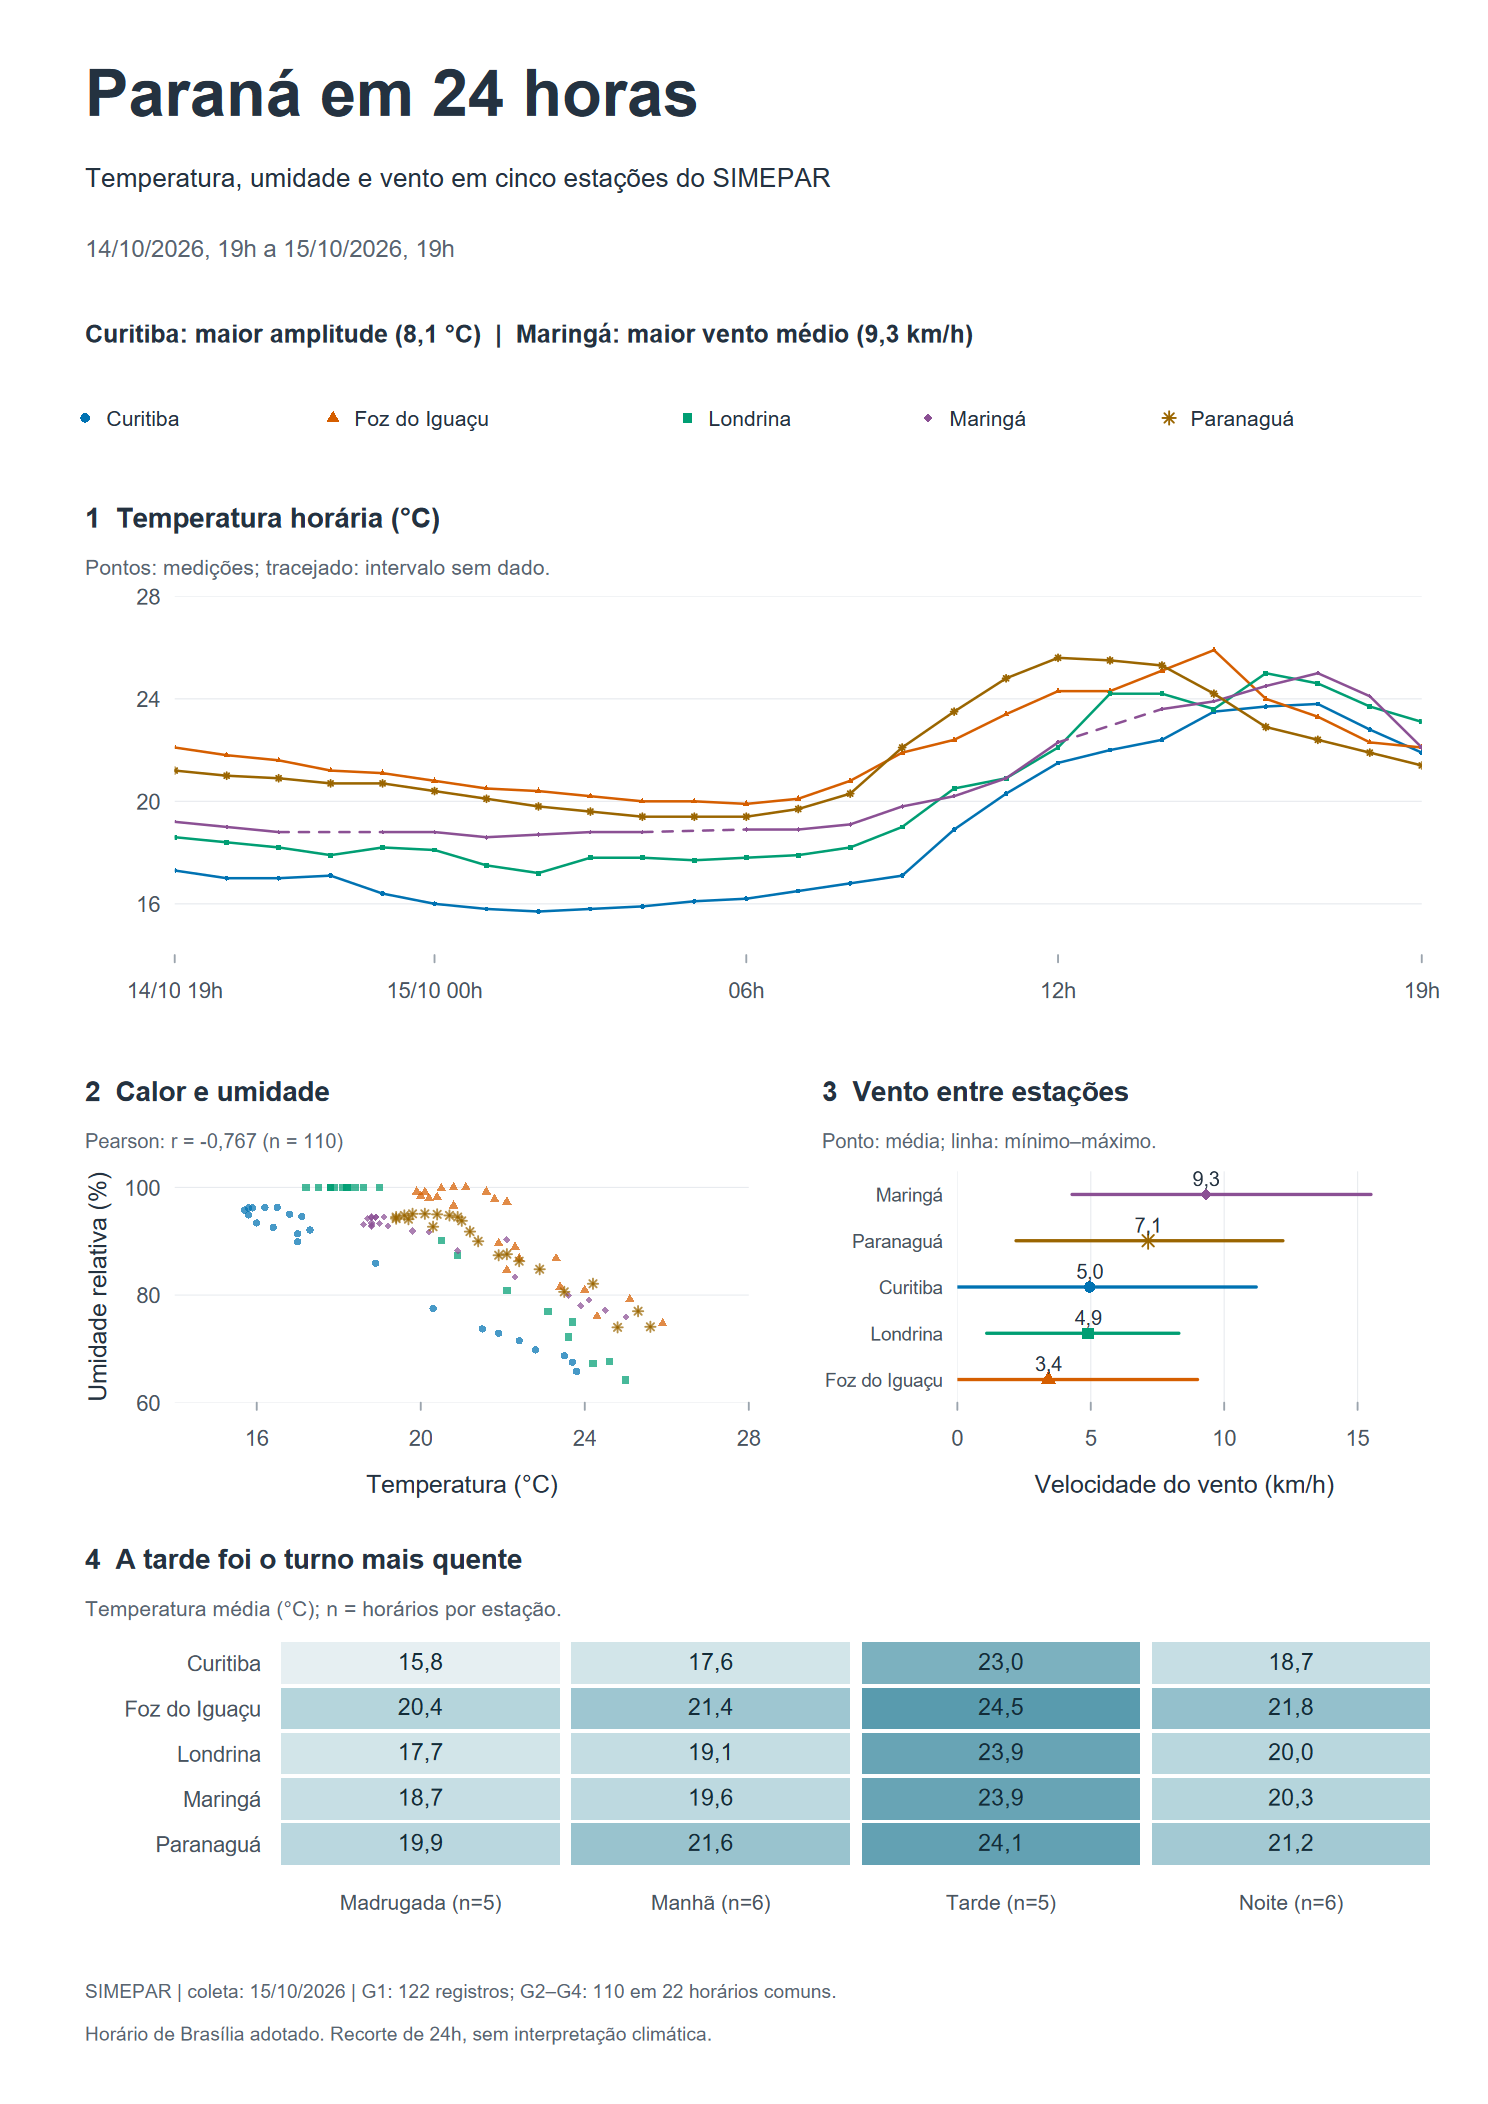 Paraná em 24 horas
Temperatura, umidade e vento em cinco estações do SIMEPAR
14/10/2026, 19h a 15/10/2026, 19h
Curitiba: maior amplitude (8,1 °C) | Maringá: maior vento médio (9,3 km/h)
Curitiba Foz do Iguaçu Londrina Maringá Paranaguá
1 Temperatura horária (°C)
Pontos: medições; tracejado: intervalo sem dado.
28
24
20
16
14/10 19h 15/10 00h 06h 12h 19h
2 Calor e umidade
Pearson: r = -0,767 (n = 110)
Umidade relativa (%)
100
80
60
16 20 24 28
Temperatura (°C)
3 Vento entre estações
Ponto: média; linha: mínimo–máximo.
Maringá 9,3
Paranaguá 7,1
Curitiba 5,0
Londrina 4,9
Foz do Iguaçu 3,4
0 5 10 15
Velocidade do vento (km/h)
4 A tarde foi o turno mais quente
Temperatura média (°C); n = horários por estação.
Curitiba 15,8 17,6 23,0 18,7
Foz do Iguaçu 20,4 21,4 24,5 21,8
Londrina 17,7 19,1 23,9 20,0
Maringá 18,7 19,6 23,9 20,3
Paranaguá 19,9 21,6 24,1 21,2
Madrugada (n=5) Manhã (n=6) Tarde (n=5) Noite (n=6)
SIMEPAR | coleta: 15/10/2026 | G1: 122 registros; G2–G4: 110 em 22 horários comuns.
Horário de Brasília adotado. Recorte de 24h, sem interpretação climática.